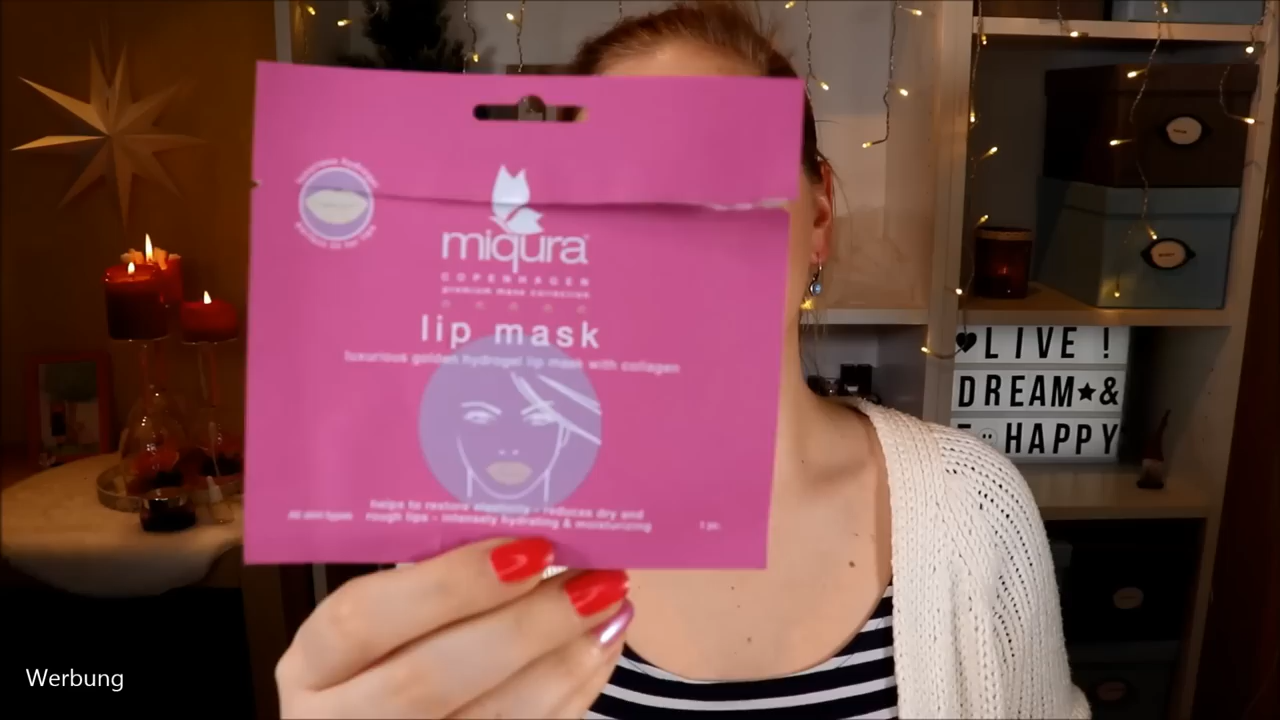 miqura
COPENHAGEN
premium mask collection
lip mask
luxurious golden hydrogel lip mask with collagen
helps to restore elasticity - reduces dry and
All skin types
rough lips - intensely hydrating & moisturizing
1 pc.
LIVE !
DREAM★&
HAPPY
Werbung